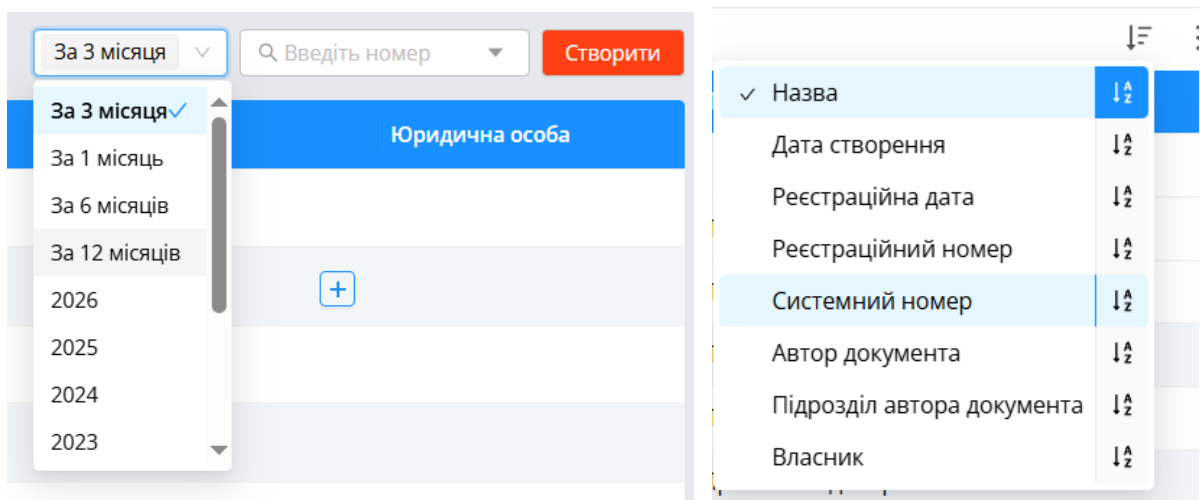 За 3 місяця
Введіть номер
Створити
За 3 місяця
За 1 місяць
За 6 місяців
За 12 місяців
2026
2025
2024
2023
Юридична особа
Назва
Дата створення
Реєстраційна дата
Реєстраційний номер
Системний номер
Автор документа
Підрозділ автора документа
Власник